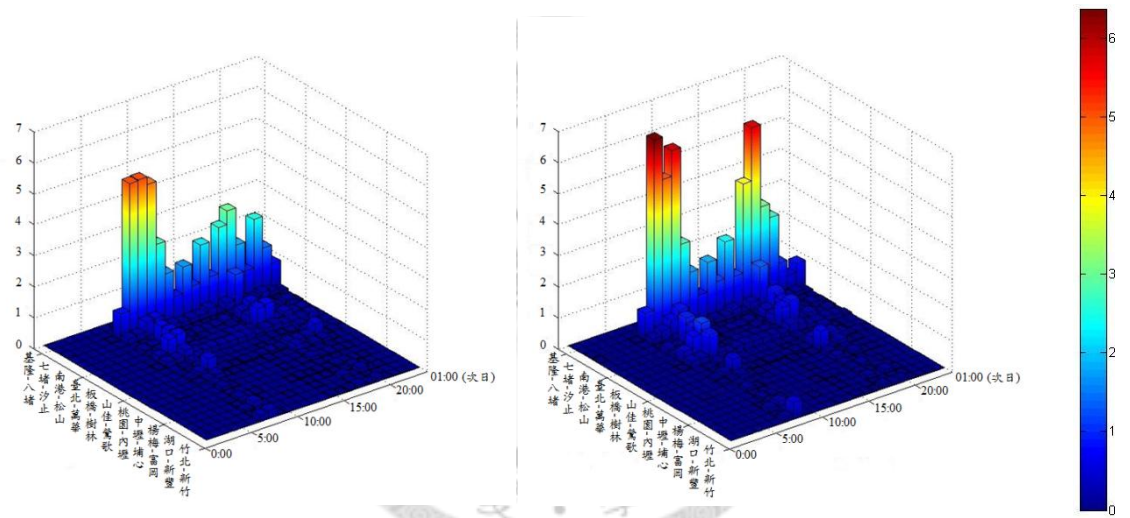 7
6
5
4
3
2
1
0
基隆-八堵
七堵-汐止
南港-松山
臺北-萬華
板橋-樹林
山佳-鶯歌
桃園-內壢
中壢-埔心
楊梅-富岡
湖口-新豐
竹北-新竹
0:00
5:00
10:00
15:00
20:00
01:00 (次日)
7
6
5
4
3
2
1
0
基隆-八堵
七堵-汐止
南港-松山
臺北-萬華
板橋-樹林
山佳-鶯歌
桃園-內壢
中壢-埔心
楊梅-富岡
湖口-新豐
竹北-新竹
0:00
5:00
10:00
15:00
20:00
01:00 (次日)
6
5
4
3
2
1
0